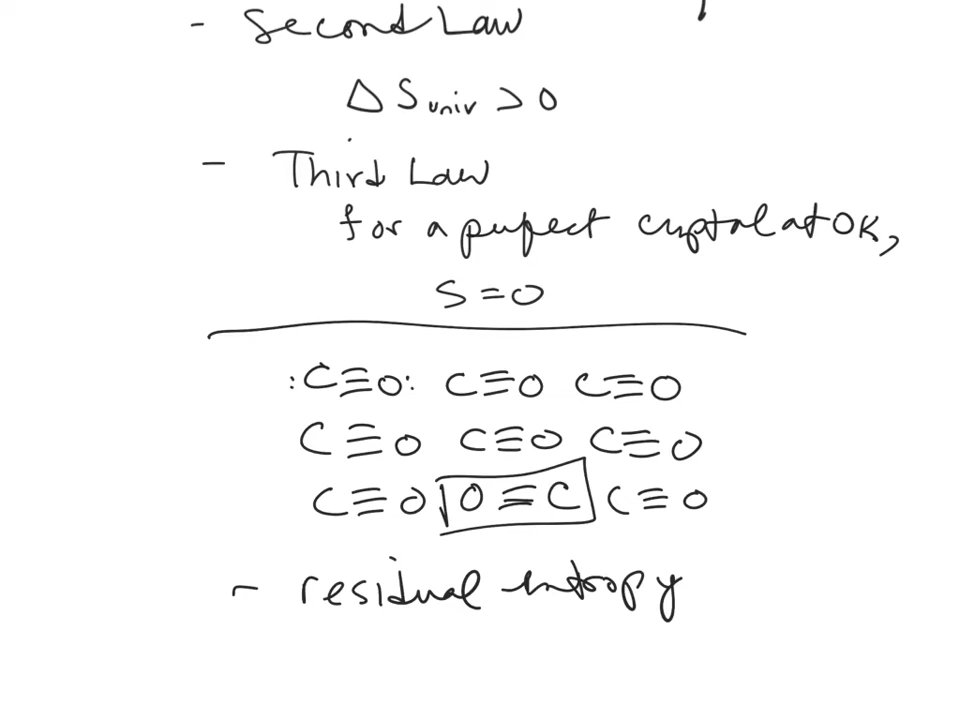 - Second Law
ΔSuniv > 0
- Third Law
for a perfect crystal at 0K,
S = 0
:C≡O: C≡O C≡O
C≡O C≡O C≡O
C≡O O≡C C≡O
- residual entropy